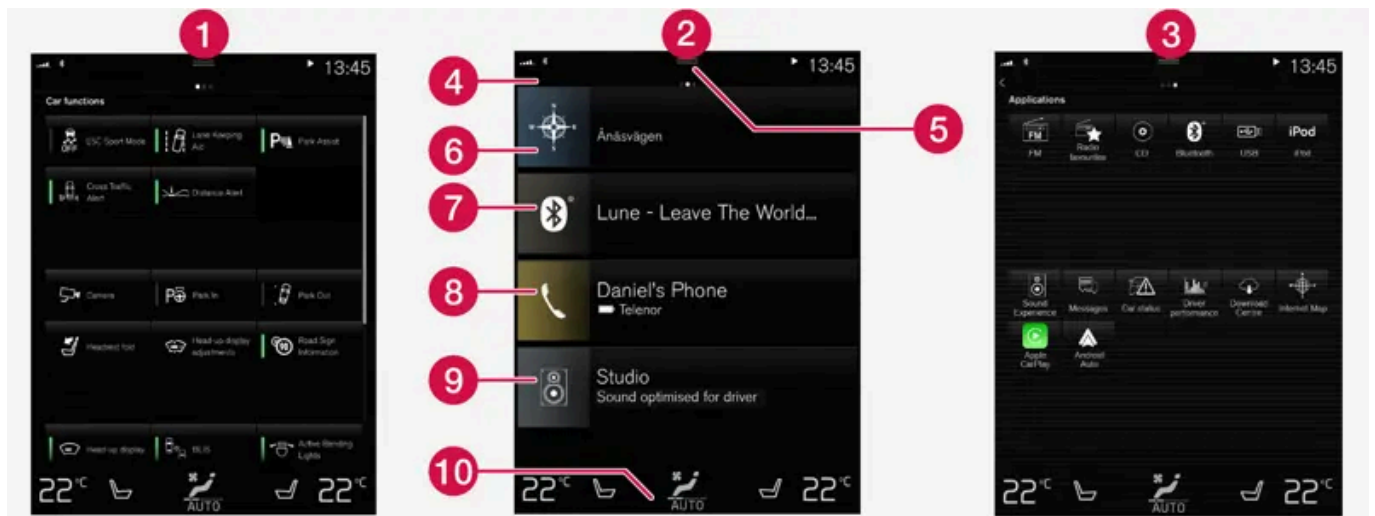 1
13:45
Car functions
OFF
ESC Sport Mode
Lane Keeping
Aid
P
Park Assist
Cross Traffic
Alert
Distance Alert
Camera
P
Park In
Park Out
Headrest fold
Head-up display
adjustments
90
Road Sign
Information
Head-up display
BLIS
Active Bending
Lights
22°C
AUTO
22°C
2
13:45
4
5
N
W
E
S
Ånäsvägen
6
7
Lune - Leave The World...
8
Daniel's Phone
Telenor
9
Studio
Sound optimised for driver
10
22°C
AUTO
22°C
3
13:45
Applications
FM
FM
Radio
favourites
CD
Bluetooth
USB
iPod
iPod
Sound
Experience
Messages
Car status
Driver
performance
Download
Centre
Internet Map
Apple
CarPlay
Android
Auto
22°C
AUTO
22°C